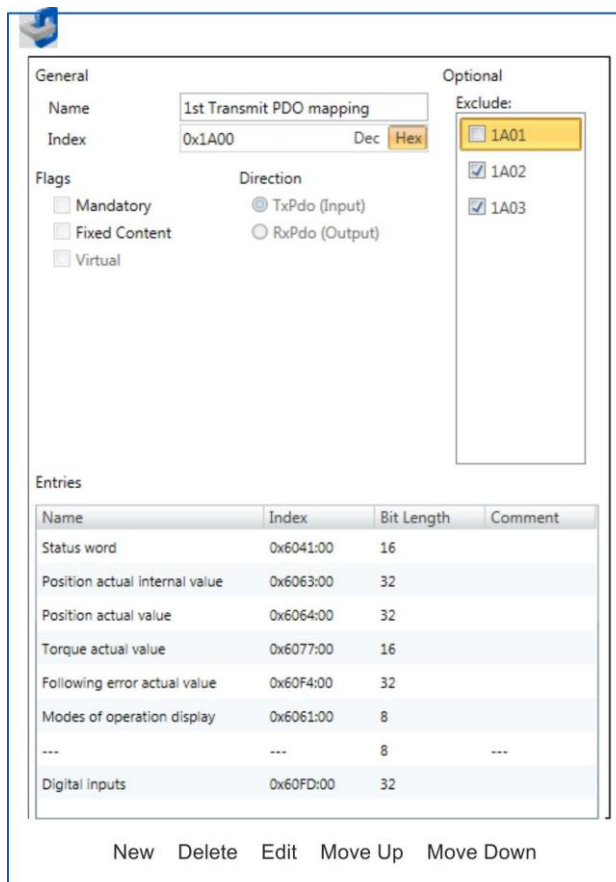 General
Name 1st Transmit PDO mapping
Index 0x1A00 Dec Hex
Flags
Mandatory
Fixed Content
Virtual
Direction
TxPdo (Input)
RxPdo (Output)
Optional
Exclude:
1A01
1A02
1A03
Entries
Name Index Bit Length Comment
Status word 0x6041:00 16
Position actual internal value 0x6063:00 32
Position actual value 0x6064:00 32
Torque actual value 0x6077:00 16
Following error actual value 0x60F4:00 32
Modes of operation display 0x6061:00 8
--- --- 8 ---
Digital inputs 0x60FD:00 32
New Delete Edit Move Up Move Down